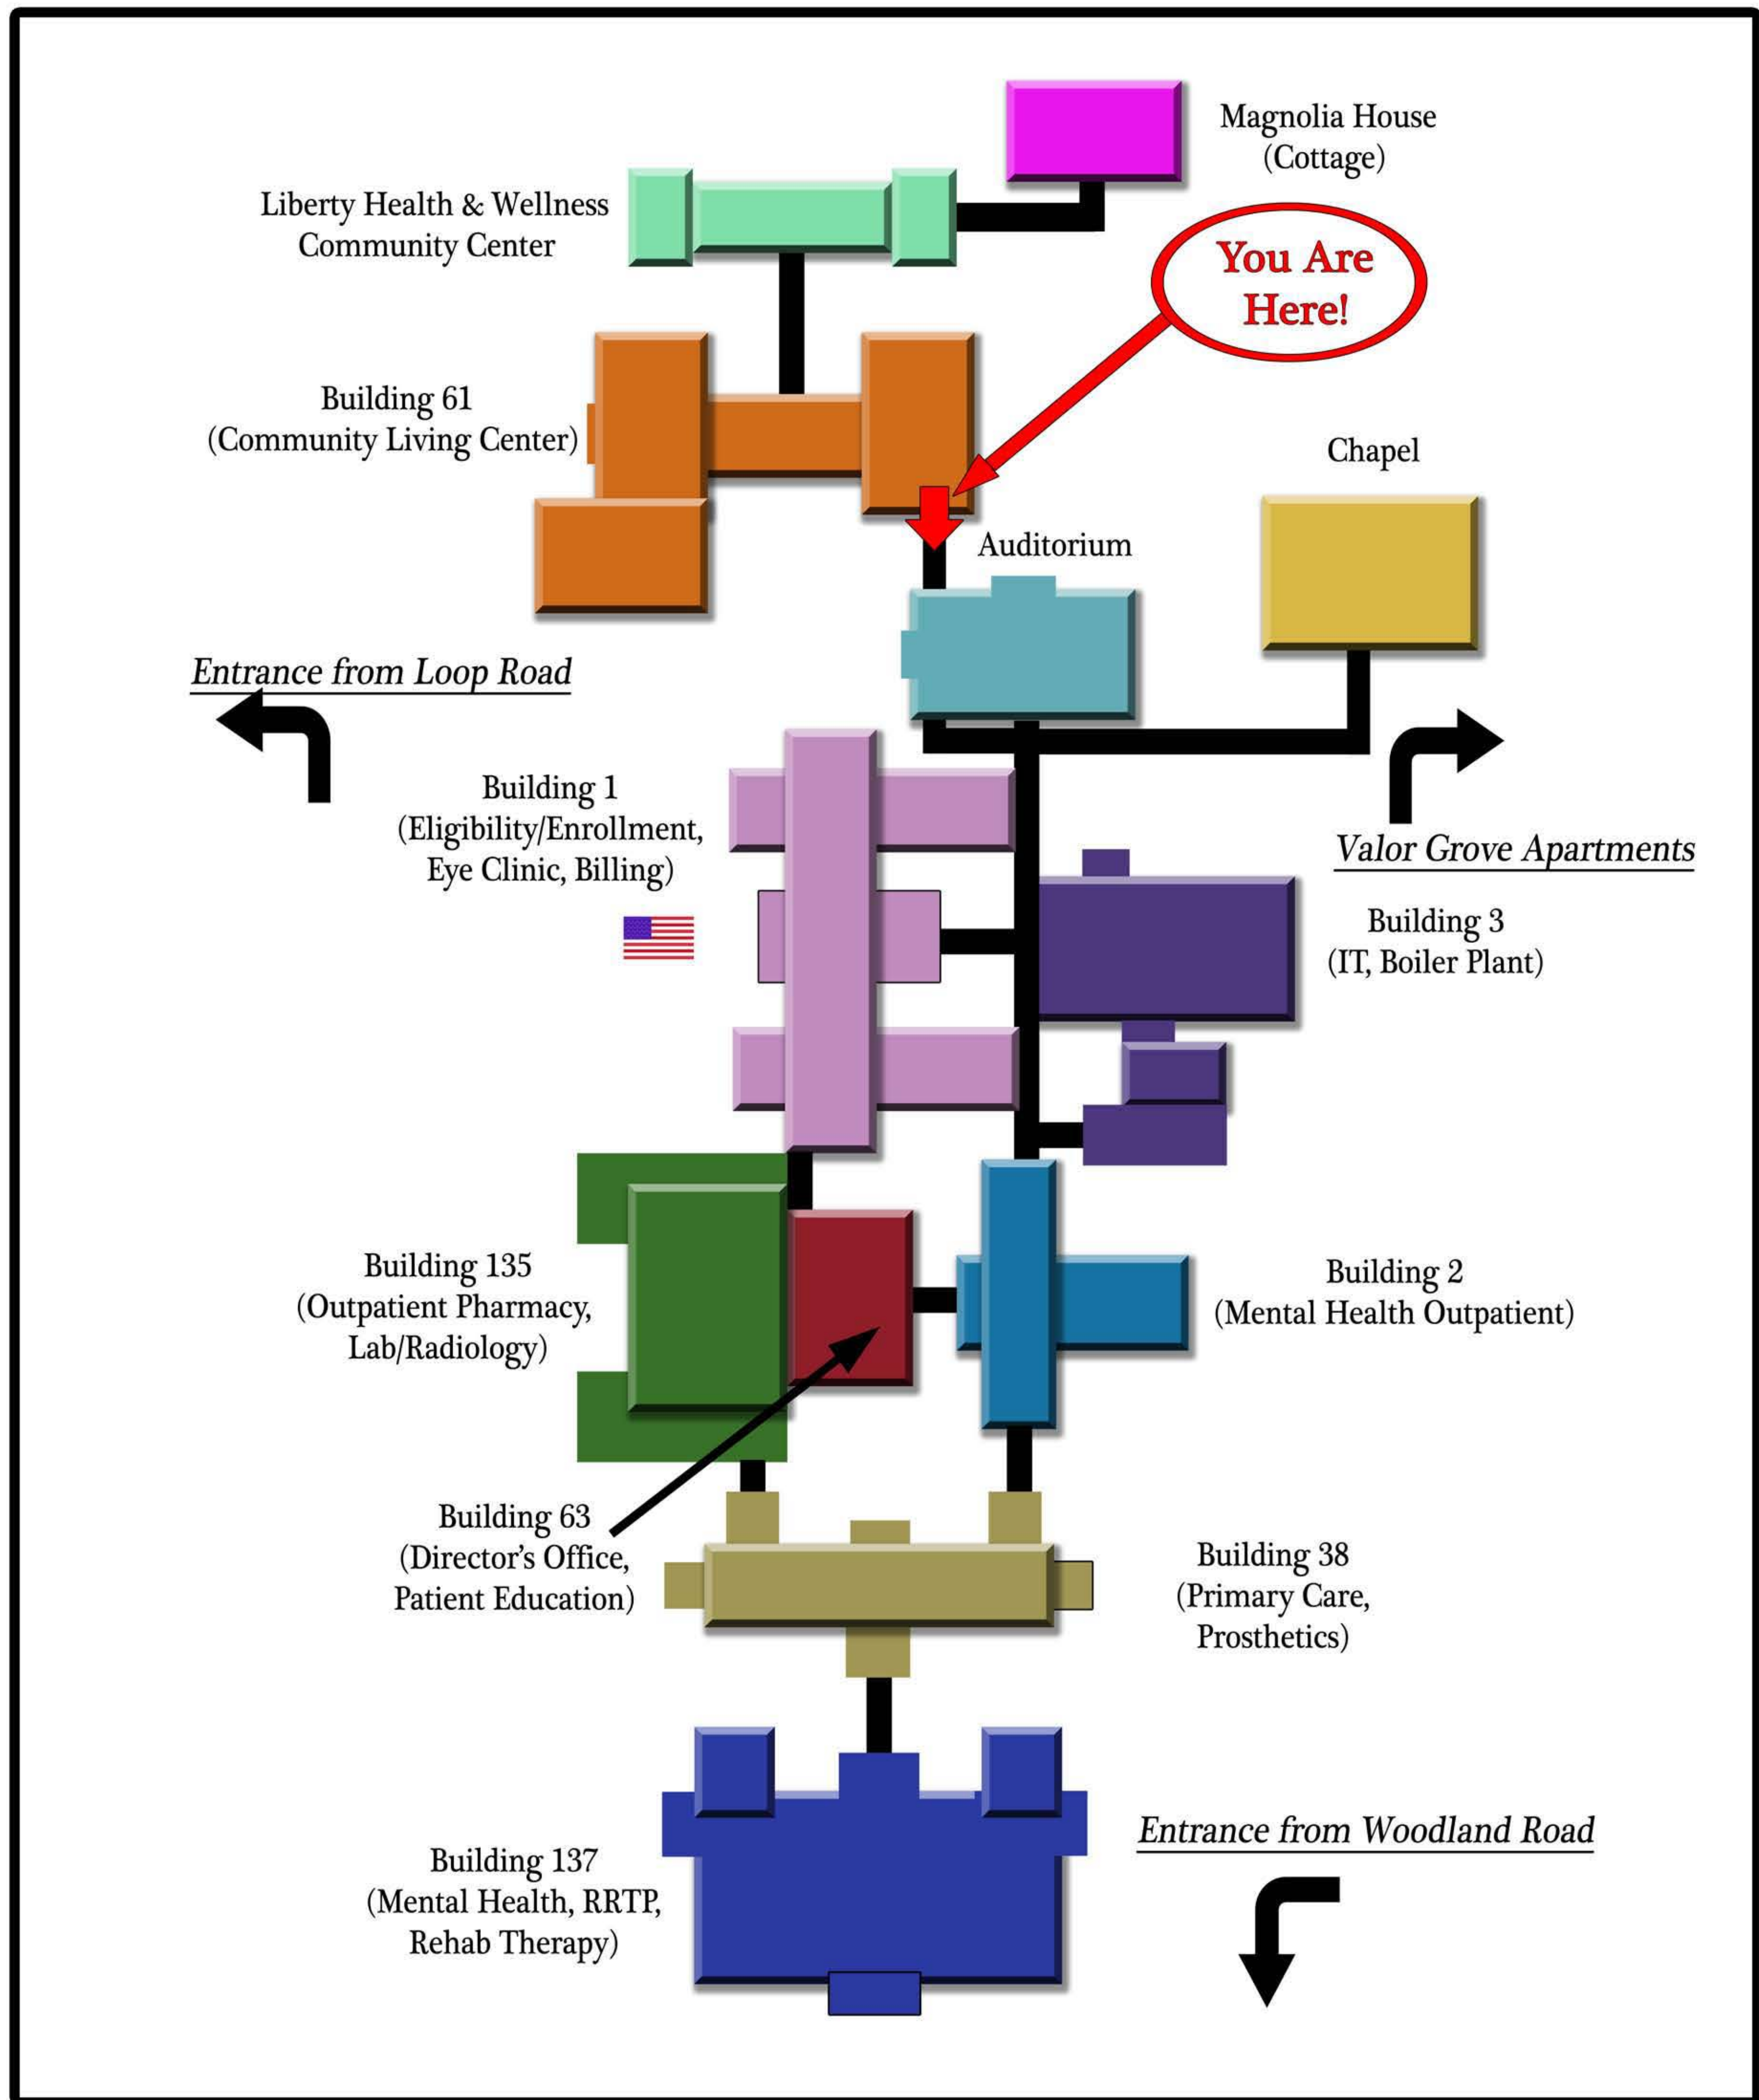 Magnolia House
(Cottage)
Liberty Health & Wellness
Community Center
You Are
Here!
Building 61
(Community Living Center)
Chapel
Auditorium
Entrance from Loop Road
Building 1
(Eligibility/Enrollment,
Eye Clinic, Billing)
Valor Grove Apartments
Building 3
(IT, Boiler Plant)
Building 135
(Outpatient Pharmacy,
Lab/Radiology)
Building 2
(Mental Health Outpatient)
Building 63
(Director's Office,
Patient Education)
Building 38
(Primary Care,
Prosthetics)
Entrance from Woodland Road
Building 137
(Mental Health, RRTP,
Rehab Therapy)